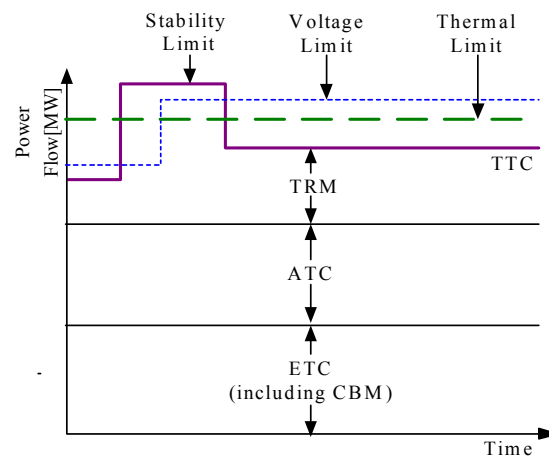 Stability Voltage Thermal
Limit Limit Limit
Power
Flow[MW]
TTC
TRM
ATC
ETC
(including CBM)
Time